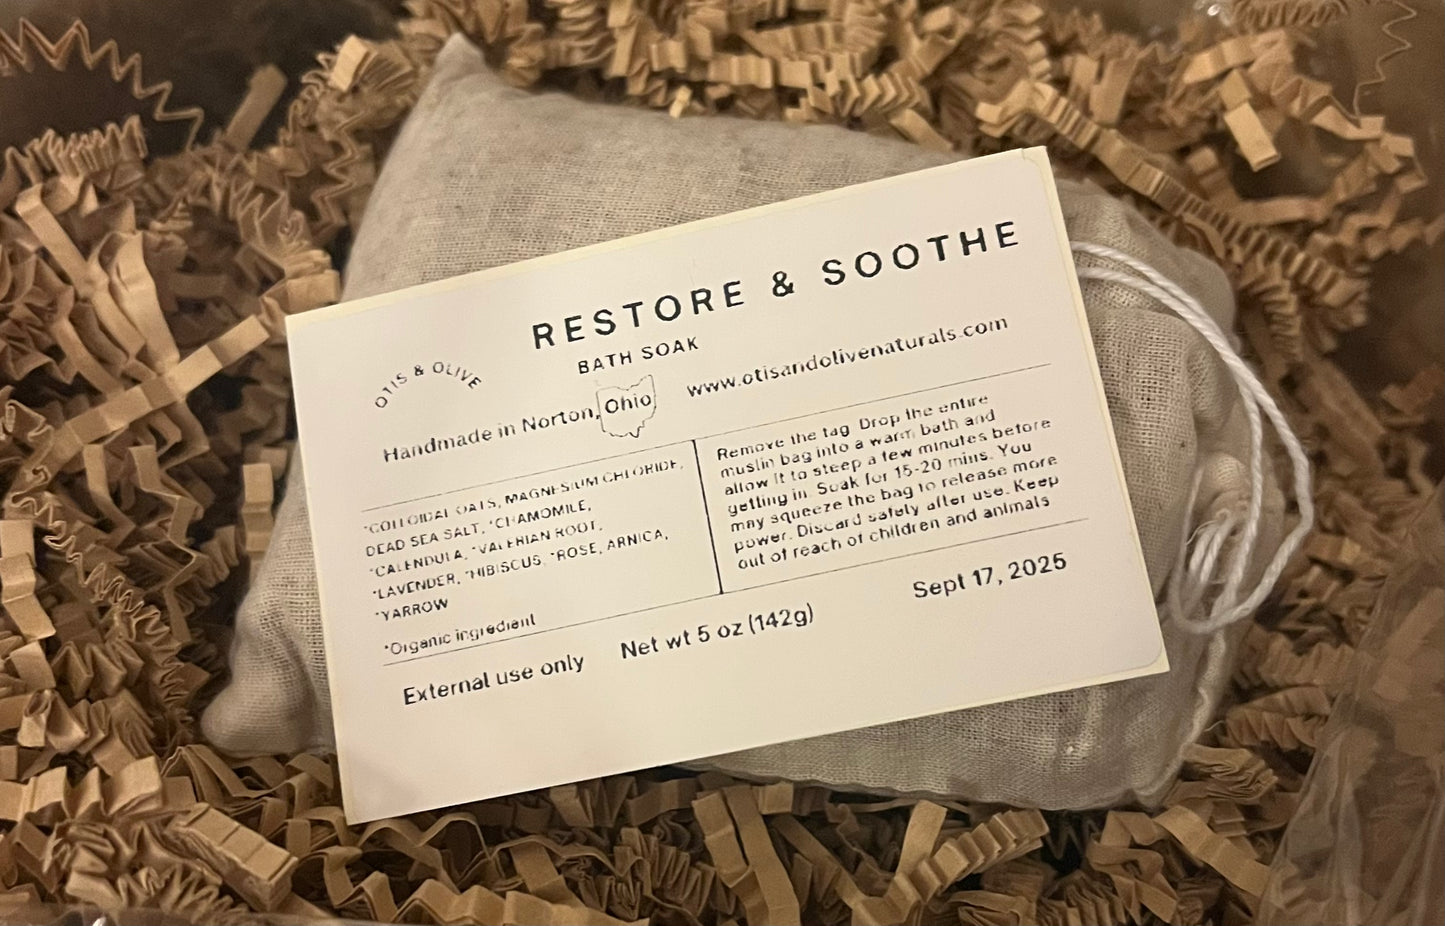 RESTORE & SOOTHE
BATH SOAK
OTIS & OLIVE
Handmade in Norton, Ohio
www.otisandolivenaturals.com
*COLLOIDAL OATS, MAGNESIUM CHLORIDE,
DEAD SEA SALT, *CHAMOMILE,
*CALENDULA, *VALERIAN ROOT,
*LAVENDER, *HIBISCUS, *ROSE, ARNICA,
*YARROW
*Organic ingredient
Remove the tag. Drop the entire
muslin bag into a warm bath and
allow it to steep a few minutes before
getting in. Soak for 15-20 mins. You
may squeeze the bag to release more
power. Discard safely after use. Keep
out of reach of children and animals
External use only
Net wt 5 oz (142g)
Sept 17, 2025